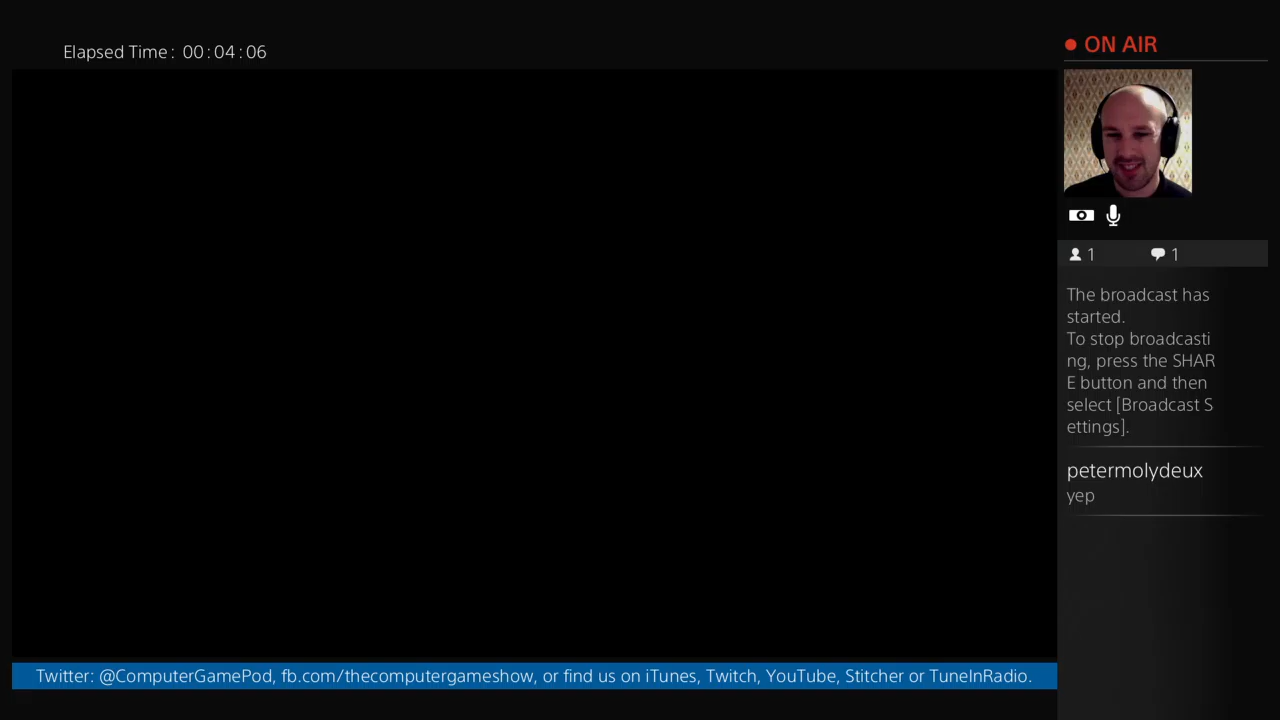 Elapsed Time: 00:04:06
ON AIR
1 1
The broadcast has
started.
To stop broadcasti
ng, press the SHAR
E button and then
select [Broadcast S
ettings].
petermolydeux
yep
Twitter: @ComputerGamePod, fb.com/thecomputergameshow, or find us on iTunes, Twitch, YouTube, Stitcher or TuneInRadio.